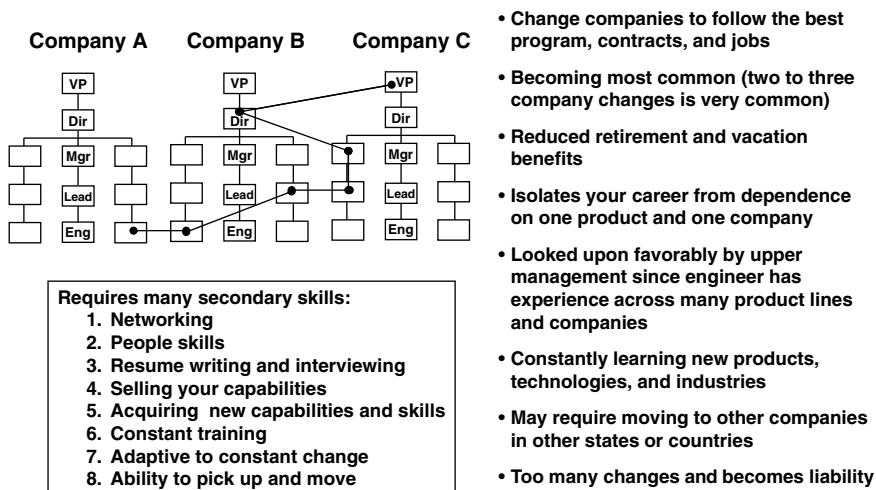 Company A
Company B
Company C
VP
VP
VP
Dir
Dir
Dir
Mgr
Mgr
Mgr
Lead
Lead
Lead
Eng
Eng
Eng
Requires many secondary skills:
1. Networking
2. People skills
3. Resume writing and interviewing
4. Selling your capabilities
5. Acquiring new capabilities and skills
6. Constant training
7. Adaptive to constant change
8. Ability to pick up and move
• Change companies to follow the best
program, contracts, and jobs
• Becoming most common (two to three
company changes is very common)
• Reduced retirement and vacation
benefits
• Isolates your career from dependence
on one product and one company
• Looked upon favorably by upper
management since engineer has
experience across many product lines
and companies
• Constantly learning new products,
technologies, and industries
• May require moving to other companies
in other states or countries
• Too many changes and becomes liability